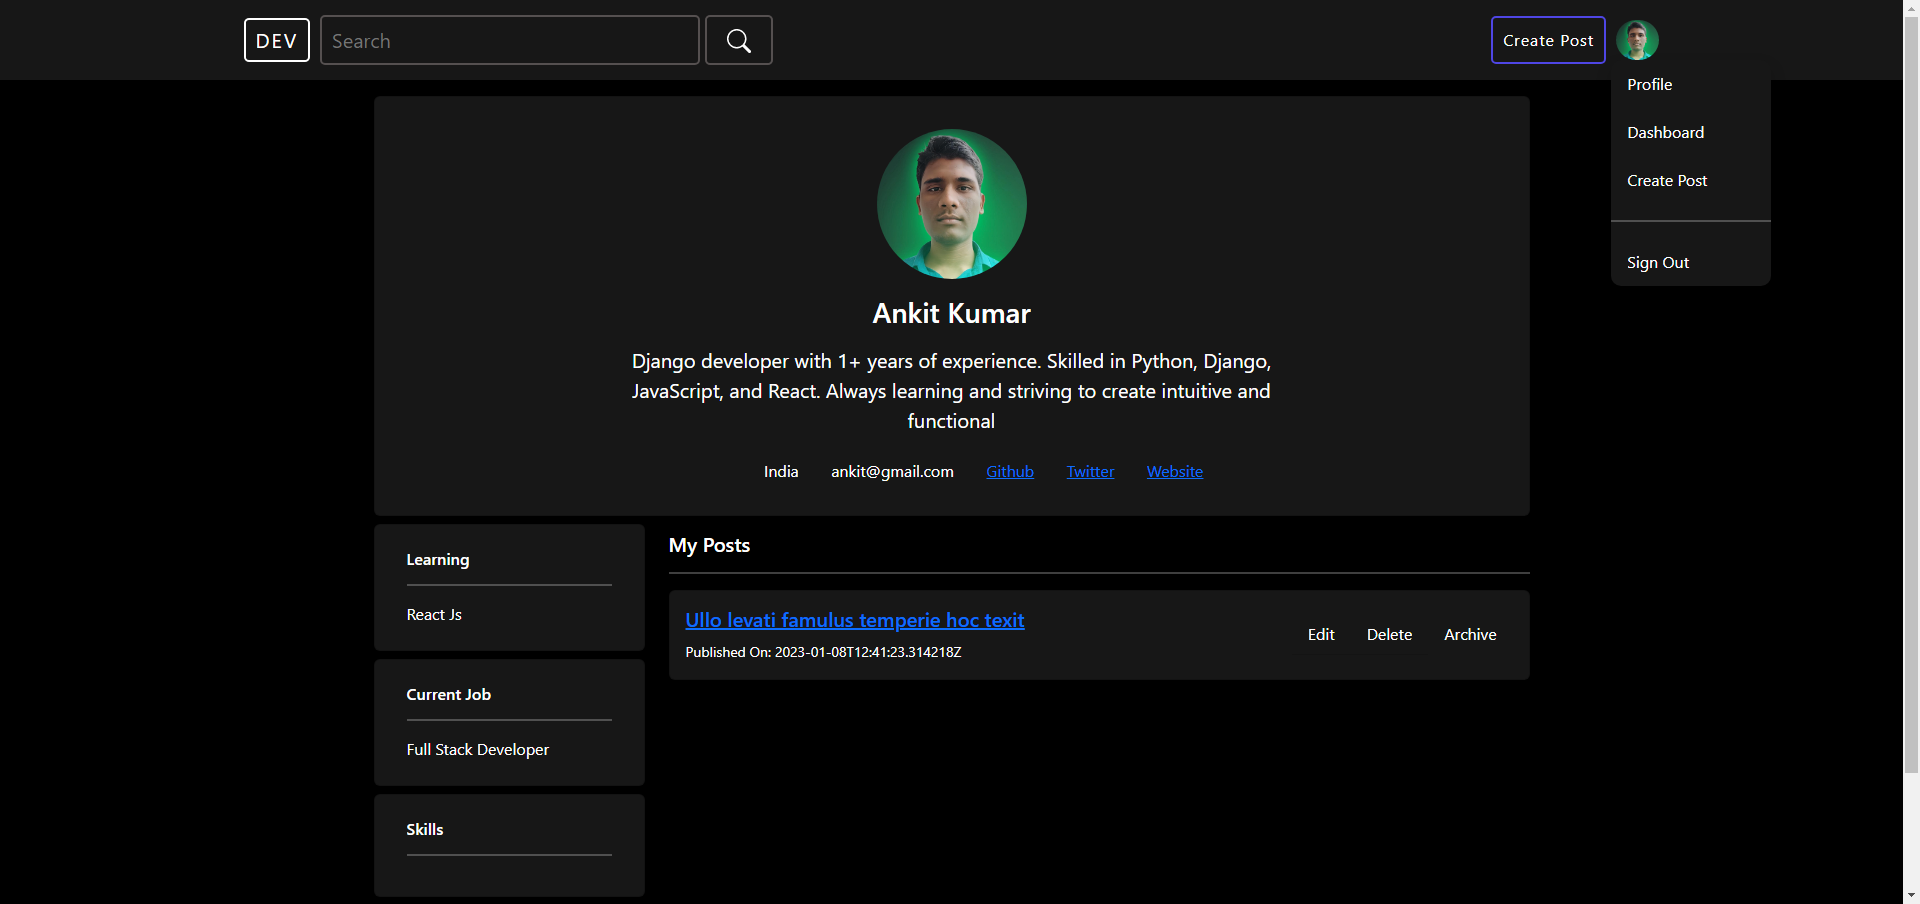 DEV
Search
Create Post
Profile
Dashboard
Create Post
Sign Out
Ankit Kumar
Django developer with 1+ years of experience. Skilled in Python, Django,
JavaScript, and React. Always learning and striving to create intuitive and
functional
India ankit@gmail.com Github Twitter Website
Learning
React Js
Current Job
Full Stack Developer
Skills
My Posts
Ullo levati famulus temperie hoc texit
Published On: 2023-01-08T12:41:23.314218Z
Edit Delete Archive